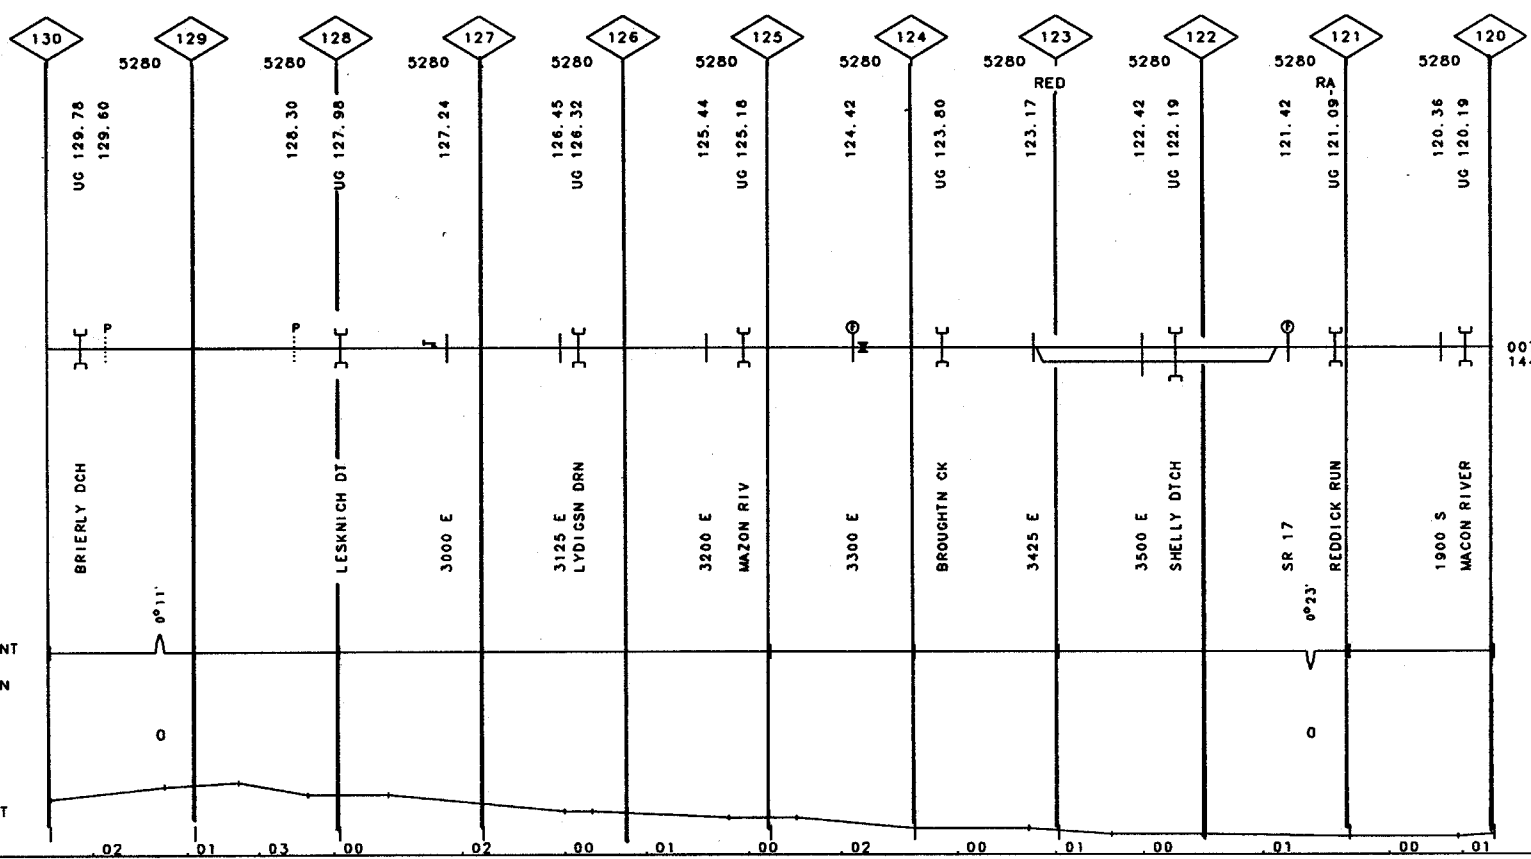 130 129 128 127 126 125 124 123 122 121 120
5280 5280 5280 5280 5280 5280 5280 5280 5280 5280
RED RA
UG 129.78
129.60
128.30
UG 127.98
127.24
126.45
UG 126.32
125.44
UG 125.18
124.42
UG 123.80
123.17
122.42
UG 122.19
121.42
UG 121.09
120.36
UG 120.19
P P F F
BRIERLY DCH
LESKNICH DT
3000 E
3125 E
LYDIGSN DRN
3200 E
MAZON RIV
3300 E
BROUGHTN CK
3425 E
3500 E
SHELLY DTCH
SR 17
REDDICK RUN
1900 S
MACON RIVER
0°11'
0°23'
NT
N
0 0
T
.02 .01 .03 .00 .02 .00 .01 .00 .02 .00 .01 .00 .01 .00 .01